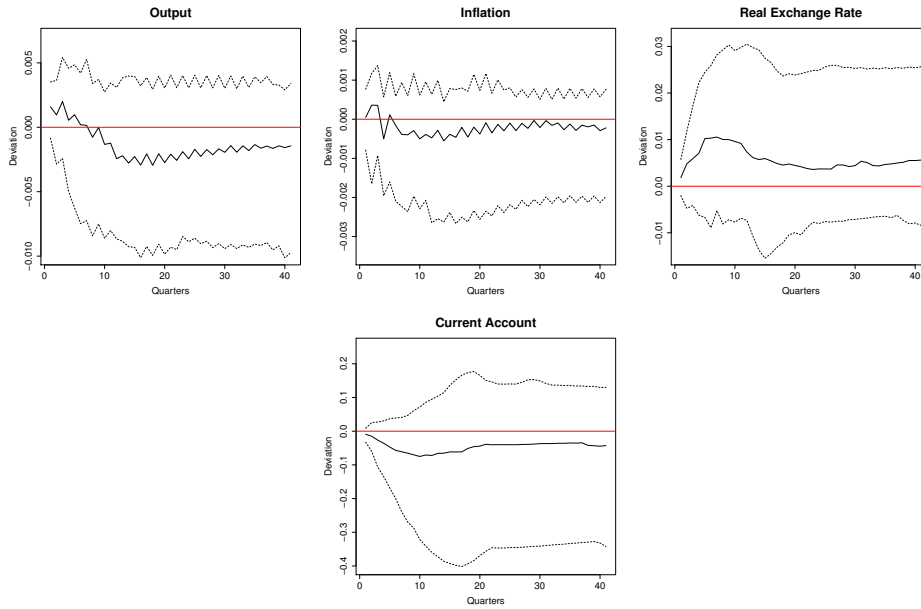 Output
Deviation
0.005
0.000
−0.005
−0.010
0 10 20 30 40
Quarters
Inflation
Deviation
0.002
0.001
0.000
−0.001
−0.002
−0.003
0 10 20 30 40
Quarters
Real Exchange Rate
Deviation
0.03
0.02
0.01
0.00
−0.01
0 10 20 30 40
Quarters
Current Account
Deviation
0.2
0.1
0.0
−0.1
−0.2
−0.3
−0.4
0 10 20 30 40
Quarters